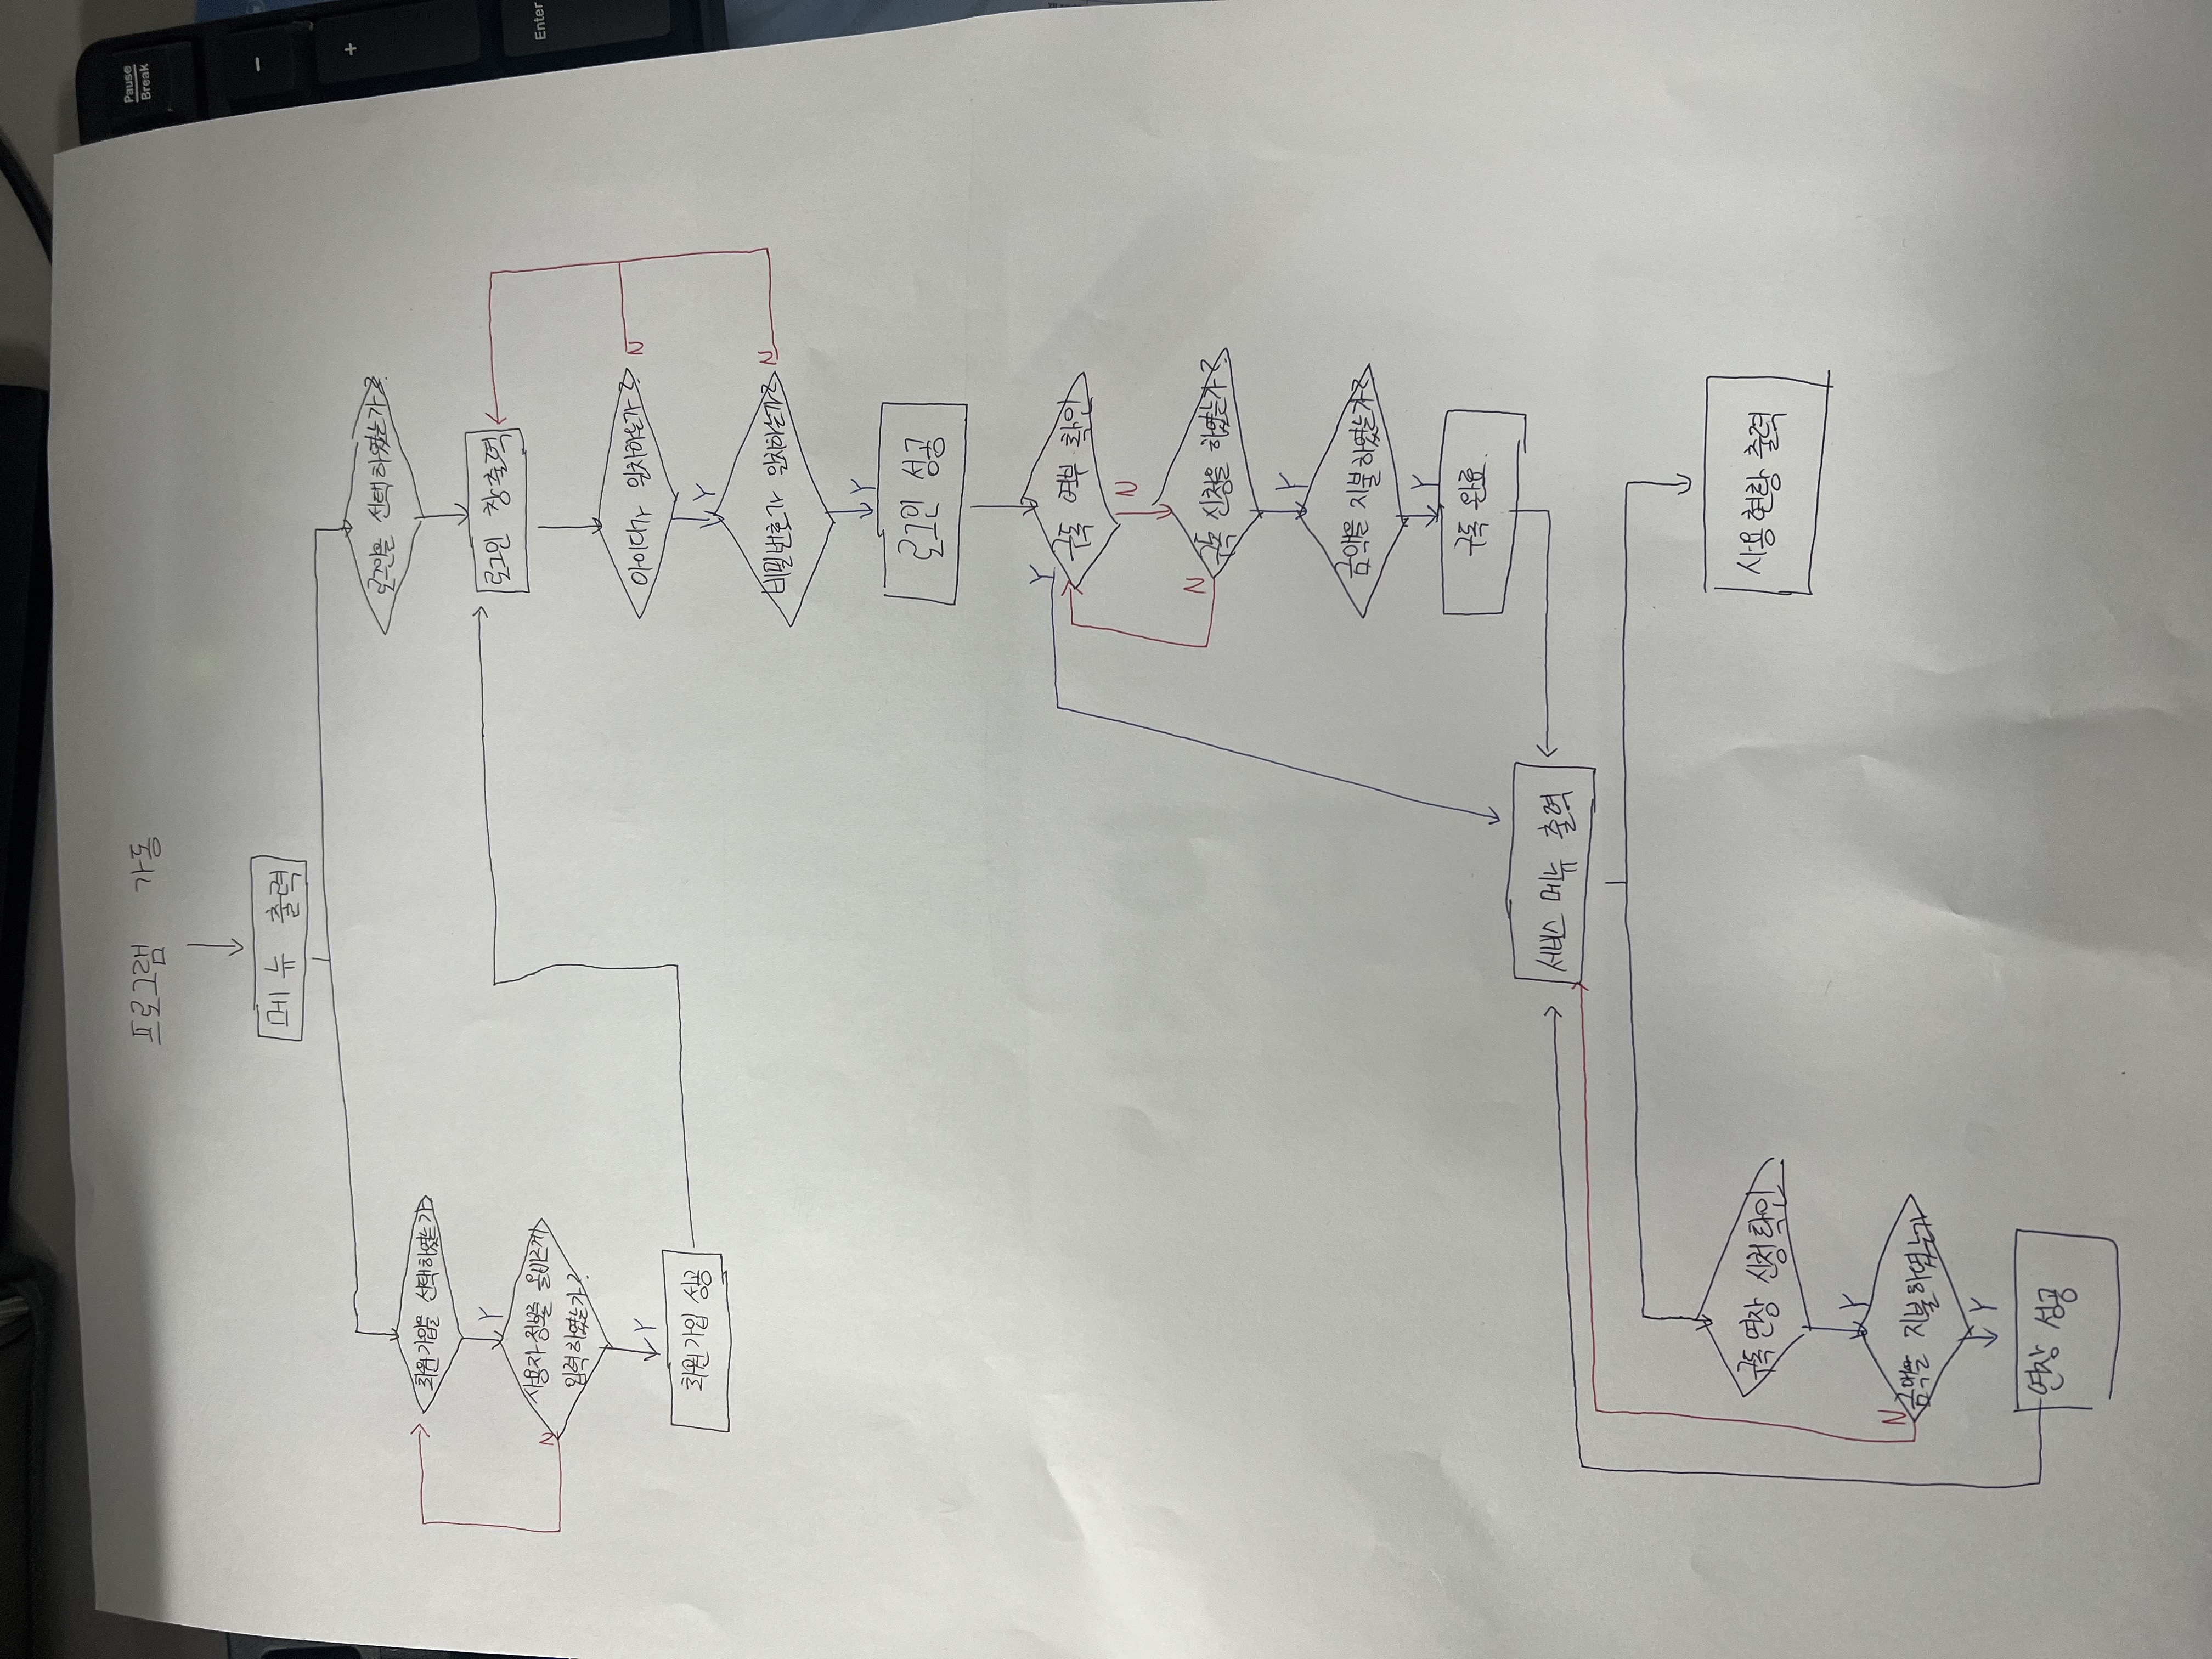 프로그램 가동
메뉴 출력
회원가입을 선택하였는가
Y
사용자 정보를 올바르게
입력하였는가?
N
Y
회원가입 성공
로그인을 선택하였는가?
로그인 창출력
아이디가 일치하는가?
N
Y
비밀번호가 일치하는가?
N
Y
로그인 성공
구독 여부 확인
Y
N
구독 신청을 하였는가?
N
Y
금액을 지불하였는가?
Y
구독 완료.
서비스 메뉴 출력
구독 연장 신청확인
Y
금액을 지불하였는가
N
Y
연장 성공
사용현황 출력
Pause
Break
-
+
Enter